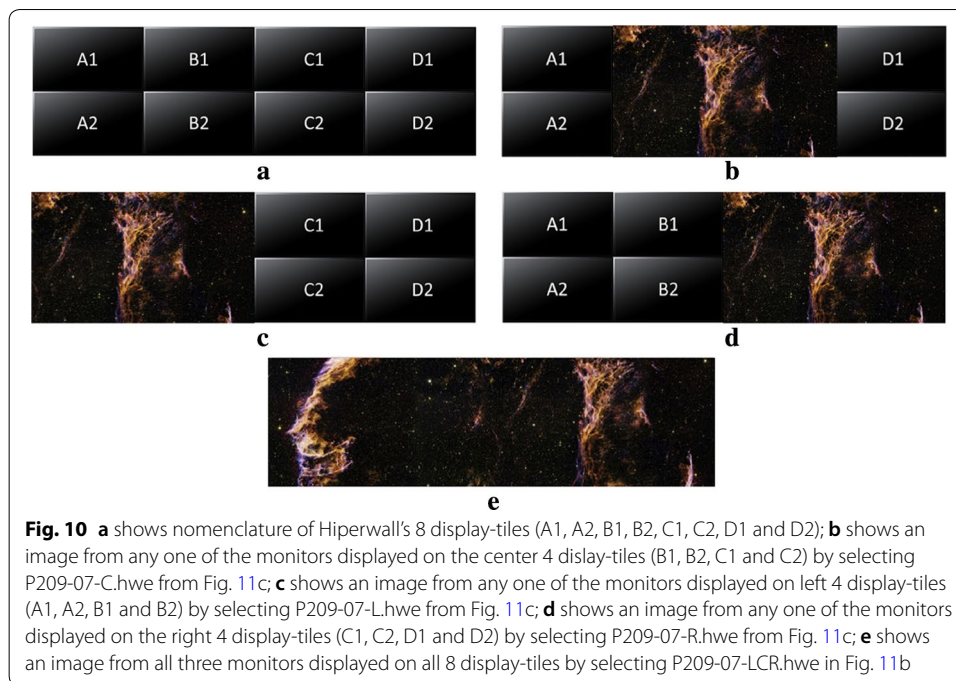 A1 B1 C1 D1
A2 B2 C2 D2
a
A1 D1
A2 D2
b
C1 D1
C2 D2
c
A1 B1
A2 B2
d
e
Fig. 10 a shows nomenclature of Hiperwall's 8 display-tiles (A1, A2, B1, B2, C1, C2, D1 and D2); b shows an
image from any one of the monitors displayed on the center 4 dislay-tiles (B1, B2, C1 and C2) by selecting
P209-07-C.hwe from Fig. 11c; c shows an image from any one of the monitors displayed on left 4 display-tiles
(A1, A2, B1 and B2) by selecting P209-07-L.hwe from Fig. 11c; d shows an image from any one of the monitors
displayed on the right 4 display-tiles (C1, C2, D1 and D2) by selecting P209-07-R.hwe from Fig. 11c; e shows
an image from all three monitors displayed on all 8 display-tiles by selecting P209-07-LCR.hwe in Fig. 11b